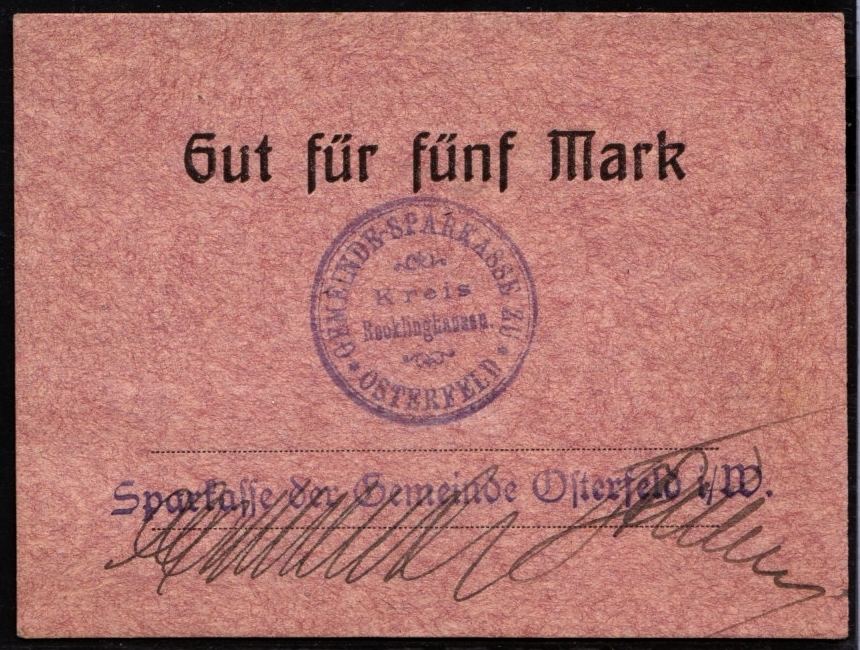 Gut für fünf Mark
GEMEINDE-SPARKASSE ZU
Kreis
Recklinghausen.
OSTERFELD
Sparkasse der Gemeinde Osterfeld i/W.